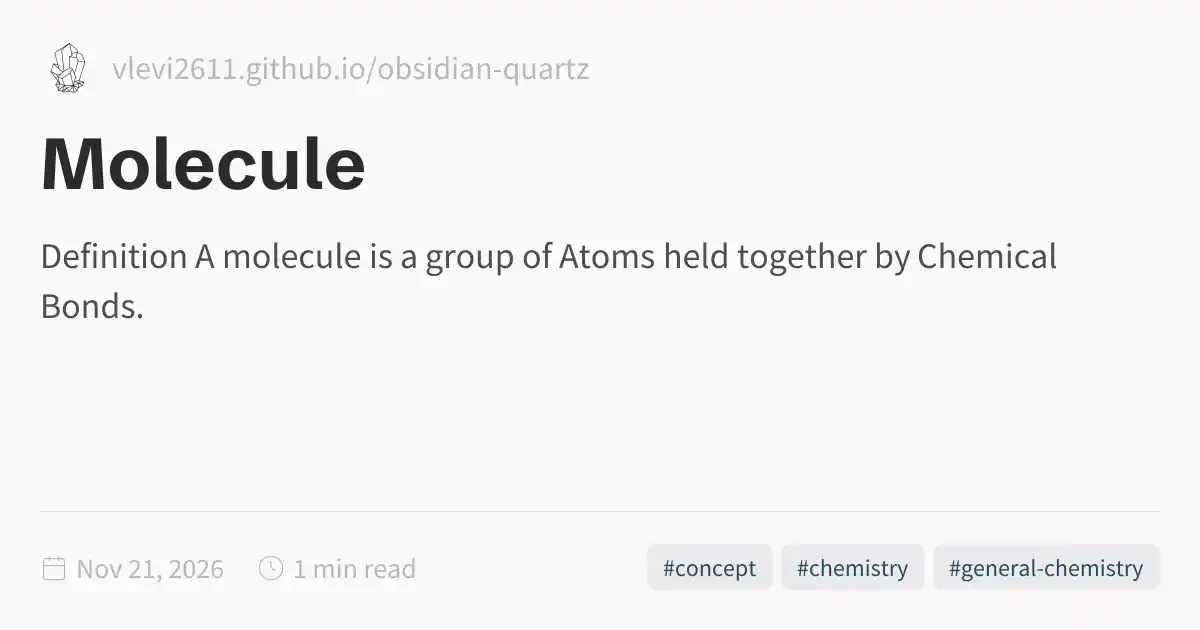 vlevi2611.github.io/obsidian-quartz
Molecule
Definition A molecule is a group of Atoms held together by Chemical
Bonds.
Nov 21, 2026 1 min read #concept #chemistry #general-chemistry